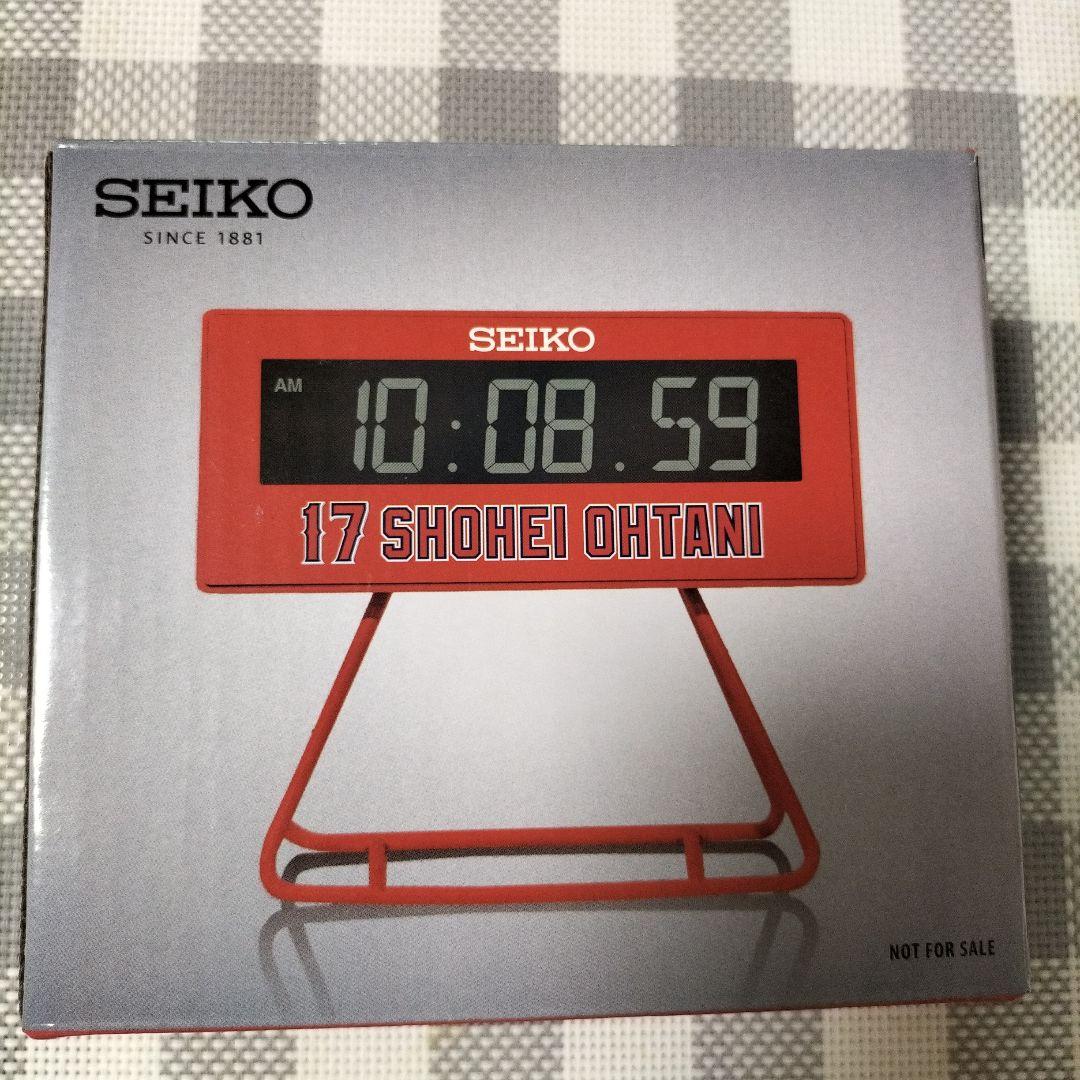 SEIKO
SINCE 1881
SEIKO
AM 10:08.59
17 SHOHEI OHTANI
NOT FOR SALE